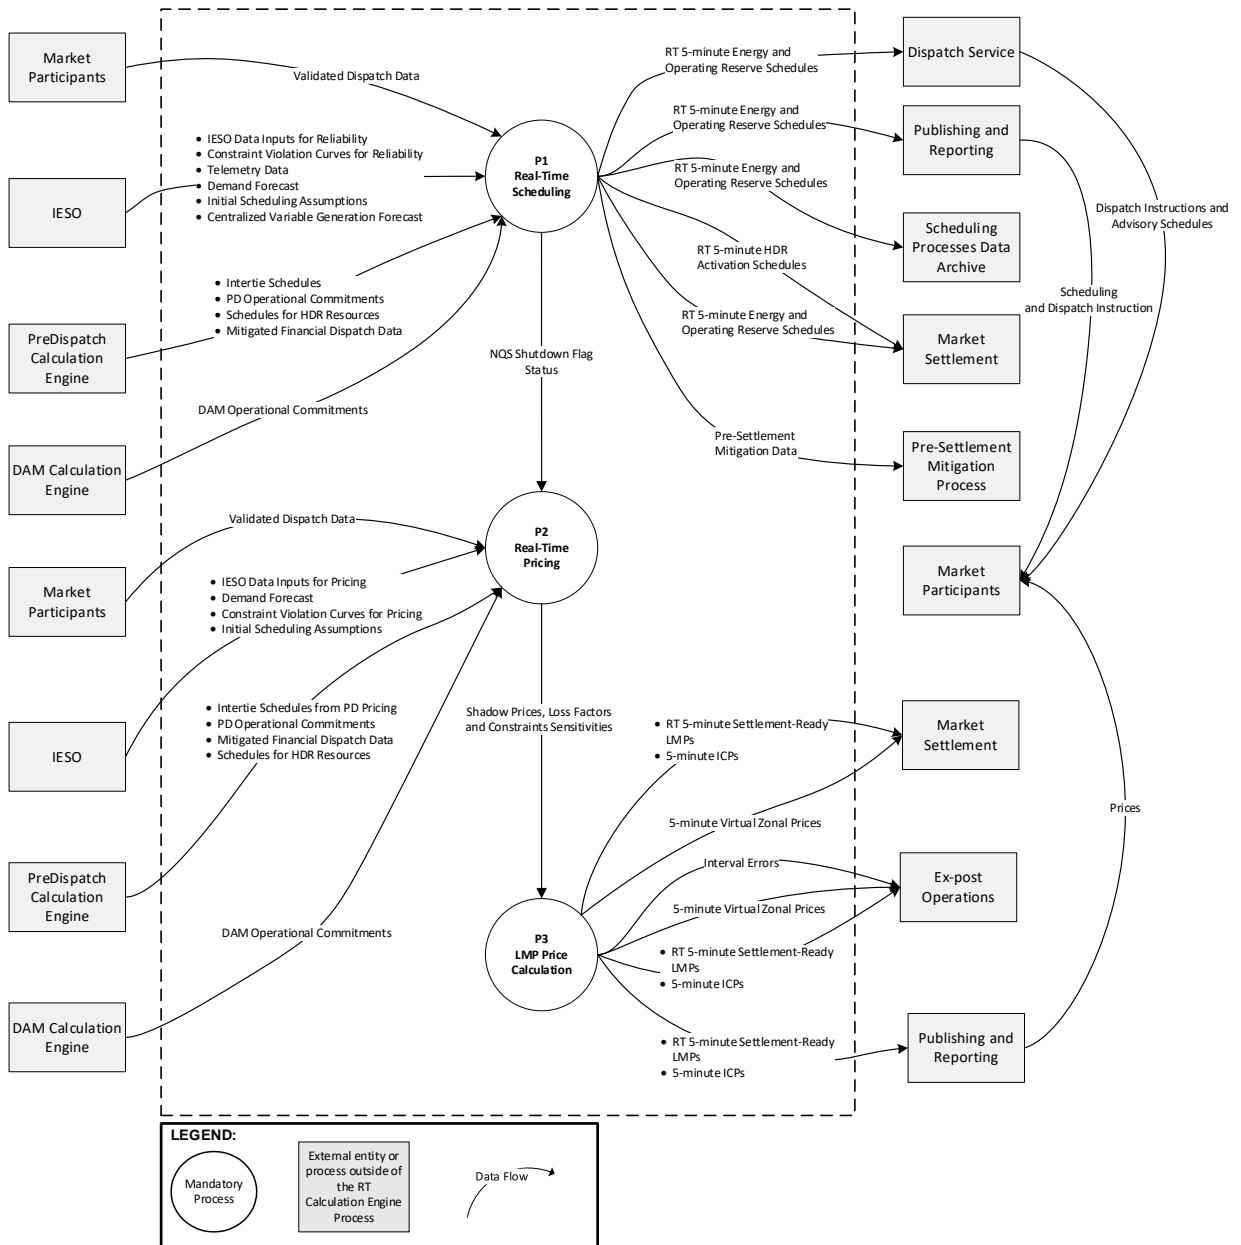 Market
Participants
Validated Dispatch Data
• IESO Data Inputs for Reliability
• Constraint Violation Curves for Reliability
• Telemetry Data
• Demand Forecast
• Initial Scheduling Assumptions
• Centralized Variable Generation Forecast
IESO
• Intertie Schedules
• PD Operational Commitments
• Schedules for HDR Resources
• Mitigated Financial Dispatch Data
PreDispatch
Calculation
Engine
DAM Operational Commitments
DAM Calculation
Engine
P1
Real-Time
Scheduling
RT 5-minute Energy and
Operating Reserve Schedules
Dispatch Service
RT 5-minute Energy and
Operating Reserve Schedules
Publishing and
Reporting
RT 5-minute Energy and
Operating Reserve Schedules
Scheduling
Processes Data
Archive
RT 5-minute HDR
Activation Schedules
RT 5-minute Energy and
Operating Reserve Schedules
Market
Settlement
Pre-Settlement
Mitigation Data
Pre-Settlement
Mitigation
Process
Dispatch Instructions and
Advisory Schedules
Scheduling
and Dispatch Instruction
Market
Participants
NQS Shutdown Flag
Status
Market
Participants
Validated Dispatch Data
• IESO Data Inputs for Pricing
• Demand Forecast
• Constraint Violation Curves for Pricing
• Initial Scheduling Assumptions
IESO
• Intertie Schedules from PD Pricing
• PD Operational Commitments
• Mitigated Financial Dispatch Data
• Schedules for HDR Resources
PreDispatch
Calculation
Engine
DAM Operational Commitments
DAM Calculation
Engine
P2
Real-Time
Pricing
Shadow Prices, Loss Factors
and Constraints Sensitivities
P3
LMP Price
Calculation
• RT 5-minute Settlement-Ready
LMPs
• 5-minute ICPs
5-minute Virtual Zonal Prices
Market
Settlement
Interval Errors
5-minute Virtual Zonal Prices
• RT 5-minute Settlement-Ready
LMPs
• 5-minute ICPs
Ex-post
Operations
• RT 5-minute Settlement-Ready
LMPs
• 5-minute ICPs
Publishing and
Reporting
Prices
LEGEND:
Mandatory
Process
External entity or
process outside of
the RT
Calculation Engine
Process
Data Flow